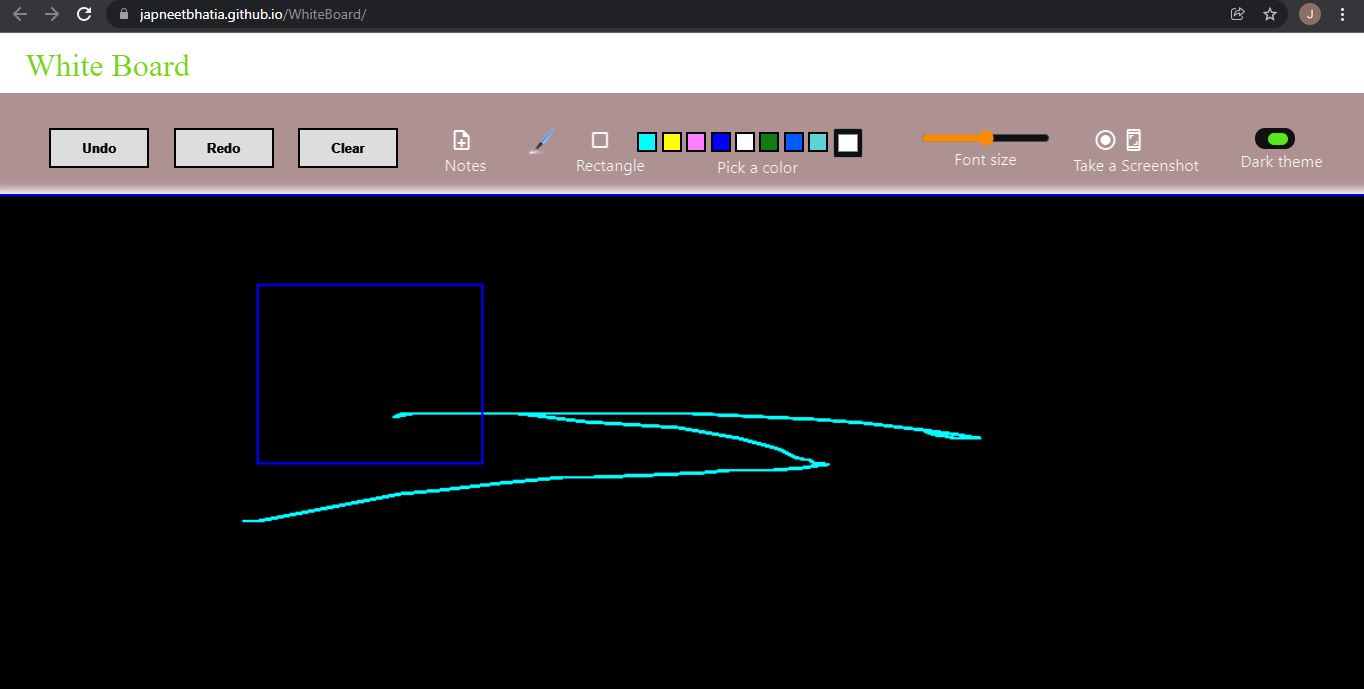 japneetbhatia.github.io/WhiteBoard/
J
White Board
Undo
Redo
Clear
Notes
Rectangle
Pick a color
Font size
Take a Screenshot
Dark theme